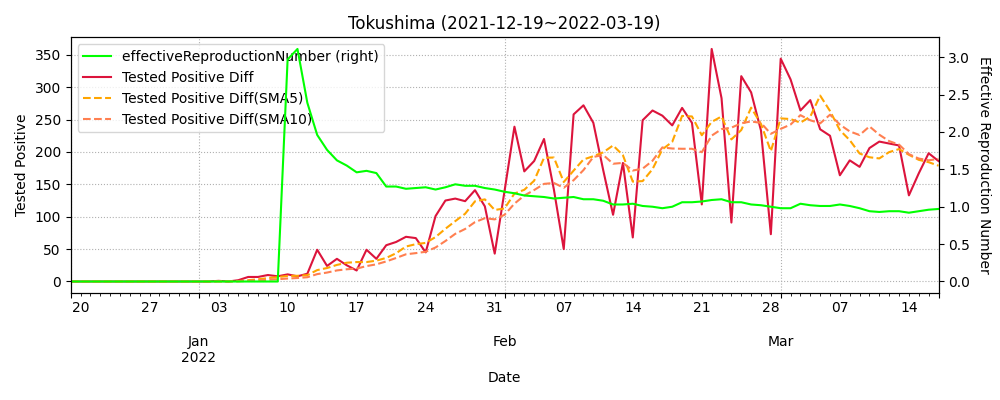 Tokushima (2021-12-19~2022-03-19)
effectiveReproductionNumber (right)
Tested Positive Diff
Tested Positive Diff(SMA5)
Tested Positive Diff(SMA10)
Tested Positive
350
300
250
200
150
100
50
0
3.0
2.5
2.0
1.5
1.0
0.5
0.0
Effective Reproduction Number
20 27 03 10 17 24 31 07 14 21 28 07 14
Jan Feb Mar
2022
Date